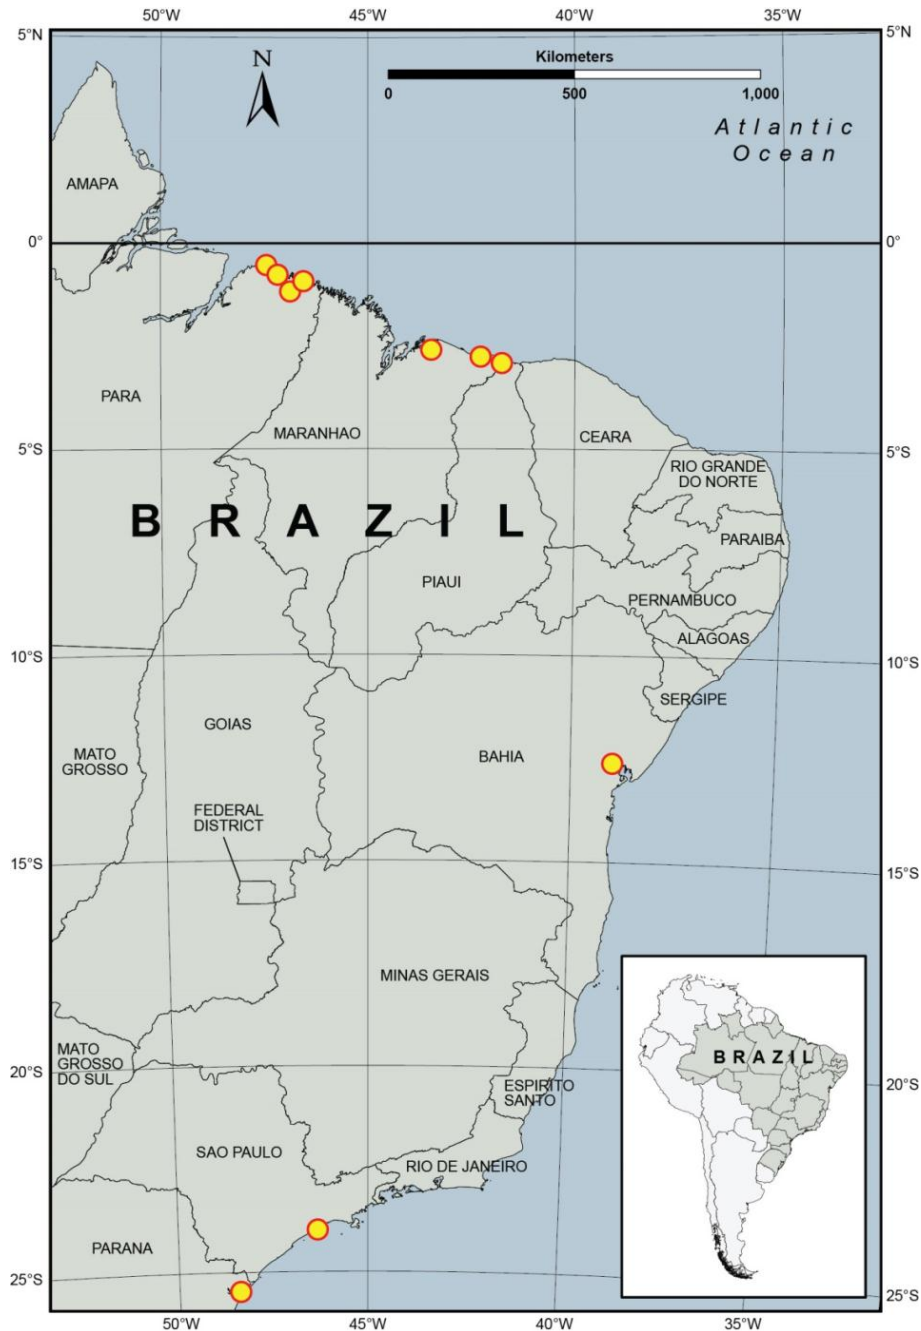 50°W 45°W 40°W 35°W
5°N 5°N
N
Kilometers
0 500 1,000
Atlantic
Ocean
AMAPA
0° 0°
PARA
MARANHAO
CEARA
5°S 5°S
RIO GRANDE
DO NORTE
BRAZIL
PARAIBA
PIAUI
PERNAMBUCO
ALAGOAS
10°S 10°S
SERGIPE
GOIAS
MATO
GROSSO
BAHIA
FEDERAL
DISTRICT
15°S 15°S
MINAS GERAIS
MATO
GROSSO
DO SUL
BRAZIL
20°S 20°S
ESPIRITO
SANTO
SAO PAULO
RIO DE JANEIRO
PARANA
25°S 25°S
50°W 45°W 40°W 35°W